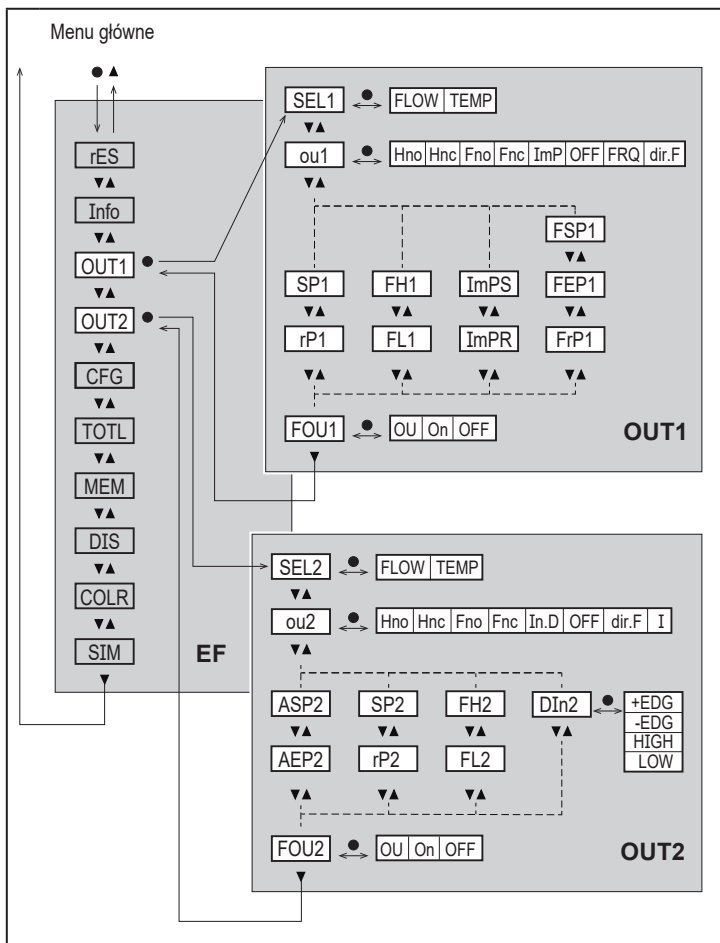 Menu główne
rES
Info
OUT1
OUT2
CFG
TOTL
MEM
DIS
COLR
SIM
EF
SEL1
FLOW TEMP
ou1
Hno Hnc Fno Fnc ImP OFF FRQ dir.F
FSP1
SP1 FH1 ImPS FEP1
rP1 FL1 ImPR FrP1
FOU1
OU On OFF
OUT1
SEL2
FLOW TEMP
ou2
Hno Hnc Fno Fnc In.D OFF dir.F I
ASP2 SP2 FH2 DIn2
+EDG
-EDG
HIGH
LOW
AEP2 rP2 FL2
FOU2
OU On OFF
OUT2